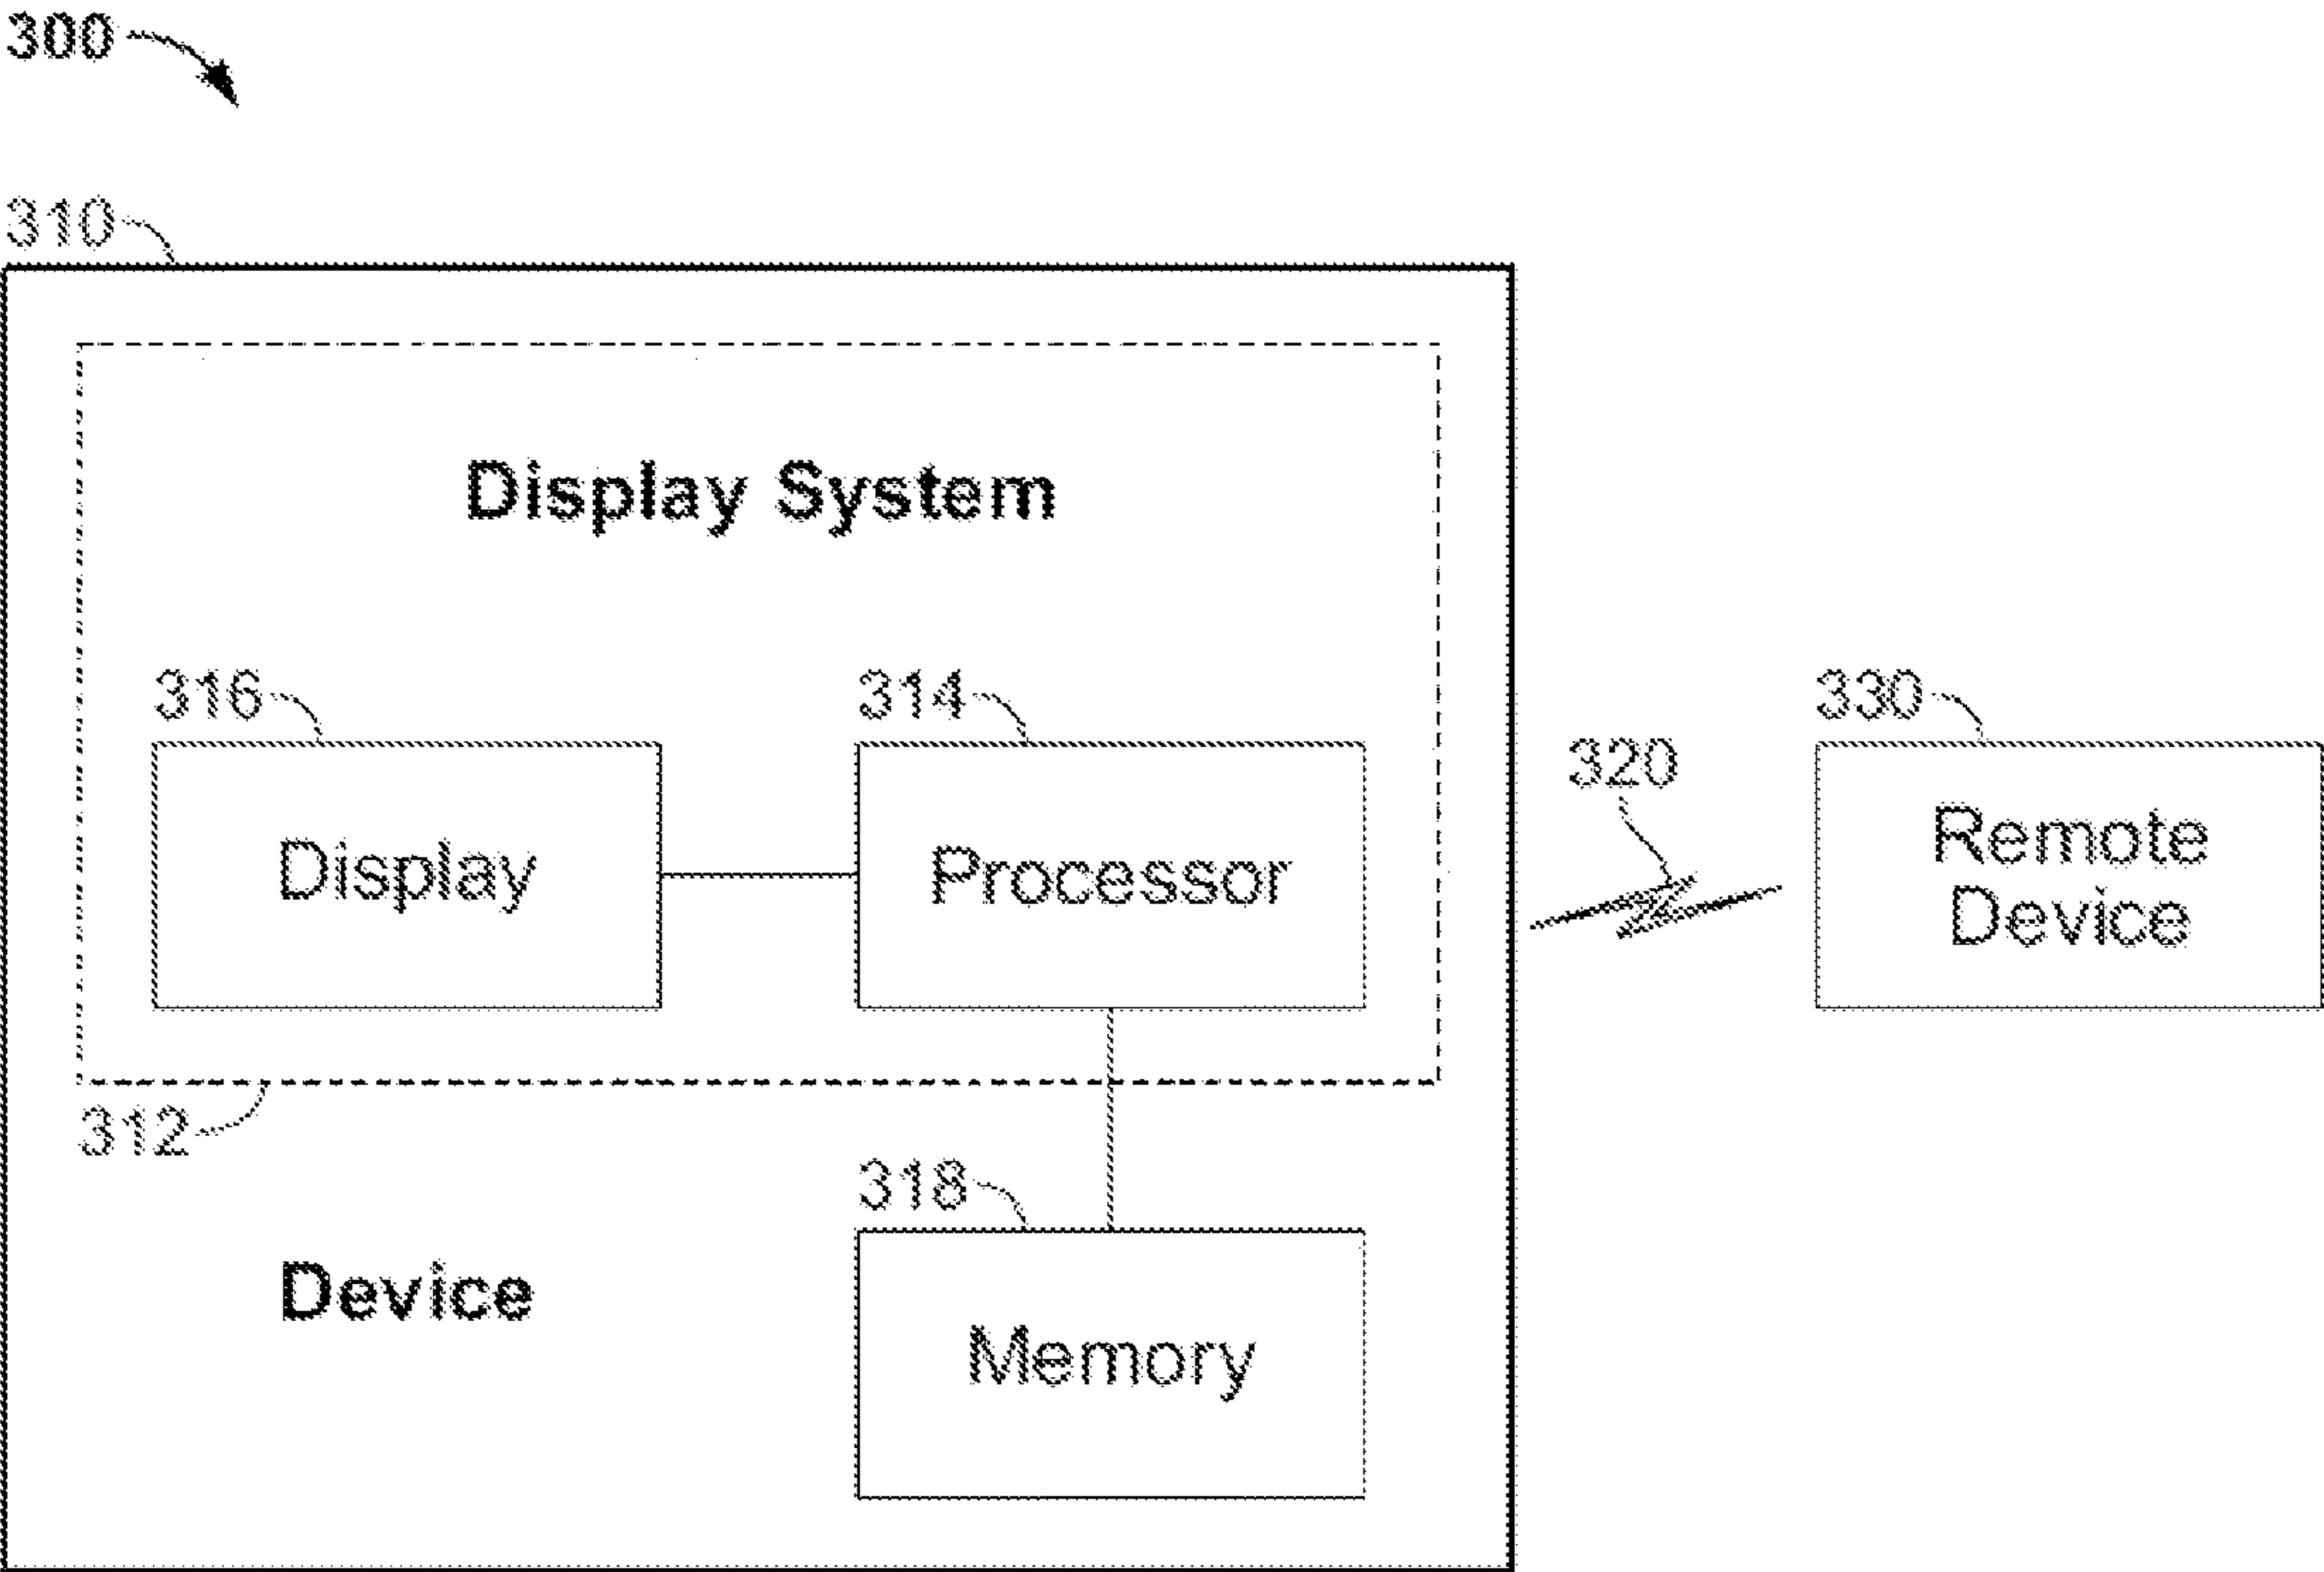 300
310
Display System
316
314
330
320
Display
Processor
Remote
Device
312
318
Device
Memory